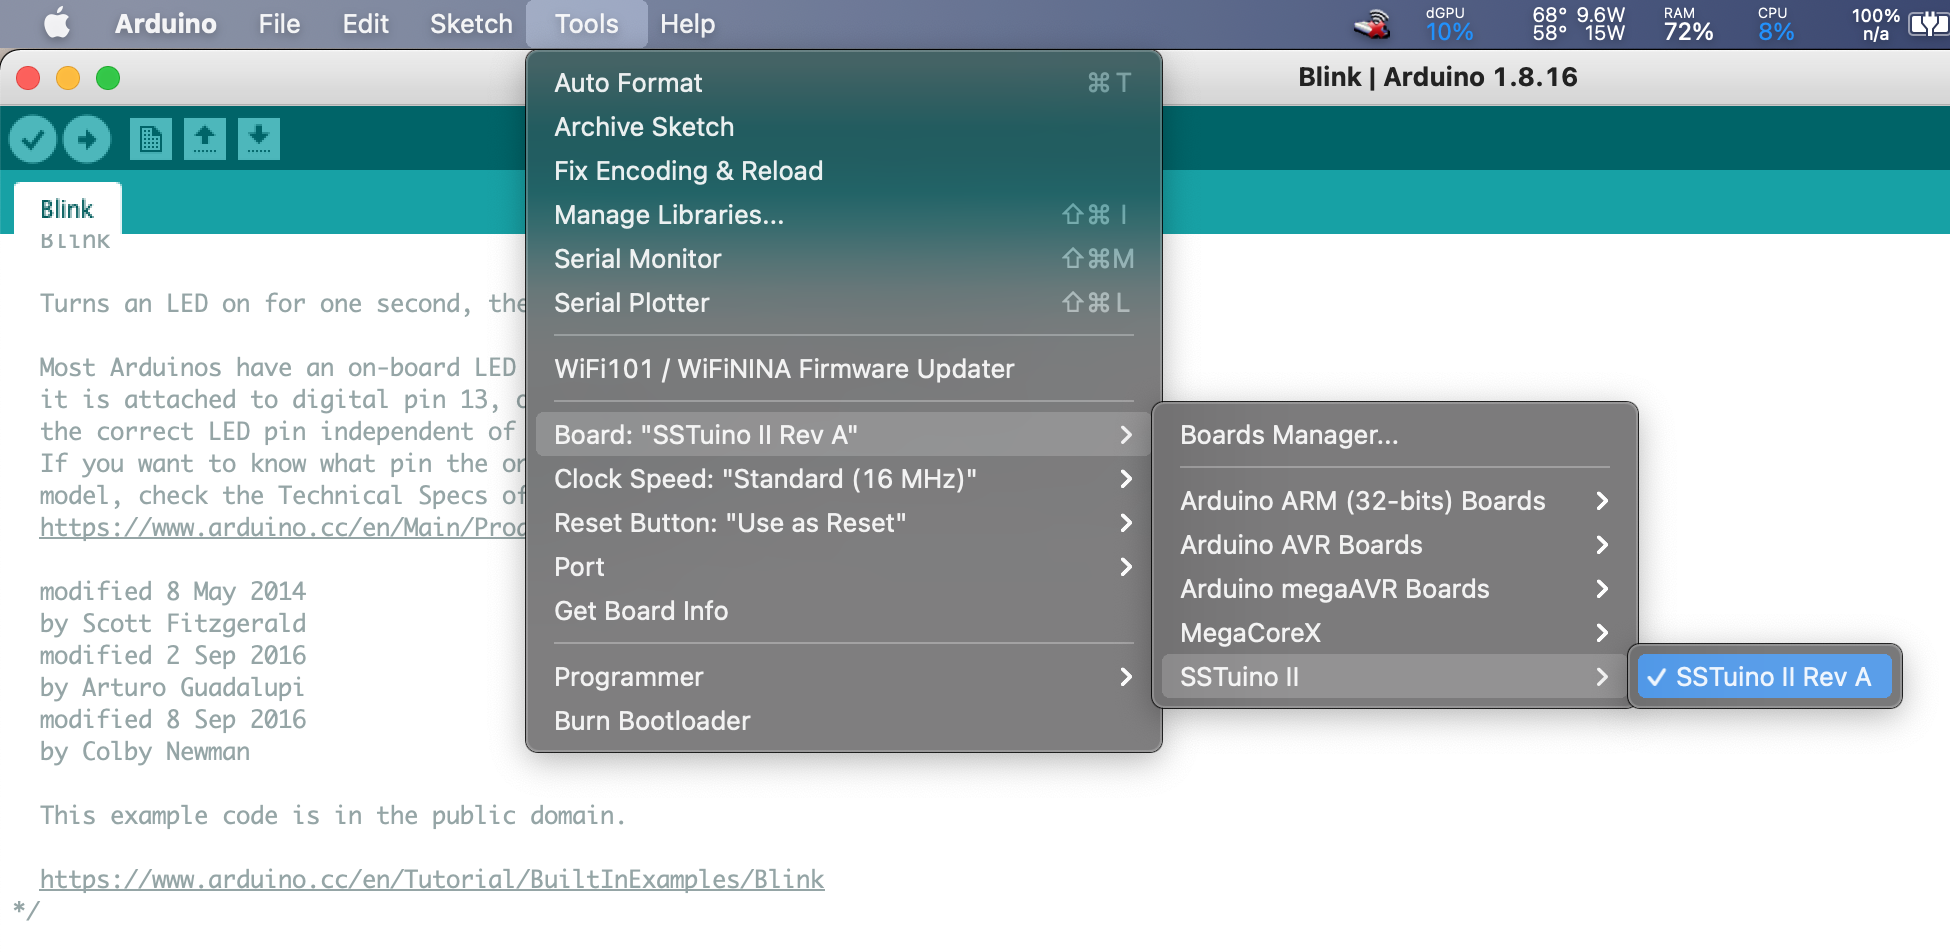 Arduino File Edit Sketch Tools Help
dGPU 10% 68° 9.6W 58° 15W RAM 72% CPU 8% 100% n/a
Blink | Arduino 1.8.16
Blink
Blink
Turns an LED on for one second, the
Most Arduinos have an on-board LED
it is attached to digital pin 13,
the correct LED pin independent of
If you want to know what pin the
model, check the Technical Specs of
https://www.arduino.cc/en/Main/Prod
modified 8 May 2014
by Scott Fitzgerald
modified 2 Sep 2016
by Arturo Guadalupi
modified 8 Sep 2016
by Colby Newman
This example code is in the public domain.
https://www.arduino.cc/en/Tutorial/BuiltInExamples/Blink
*/
Auto Format ⌘T
Archive Sketch
Fix Encoding & Reload
Manage Libraries... ⇧⌘I
Serial Monitor ⇧⌘M
Serial Plotter ⇧⌘L
WiFi101 / WiFiNINA Firmware Updater
Board: "SSTuino II Rev A"
Clock Speed: "Standard (16 MHz)"
Reset Button: "Use as Reset"
Port
Get Board Info
Programmer
Burn Bootloader
Boards Manager...
Arduino ARM (32-bits) Boards
Arduino AVR Boards
Arduino megaAVR Boards
MegaCoreX
SSTuino II
✓ SSTuino II Rev A